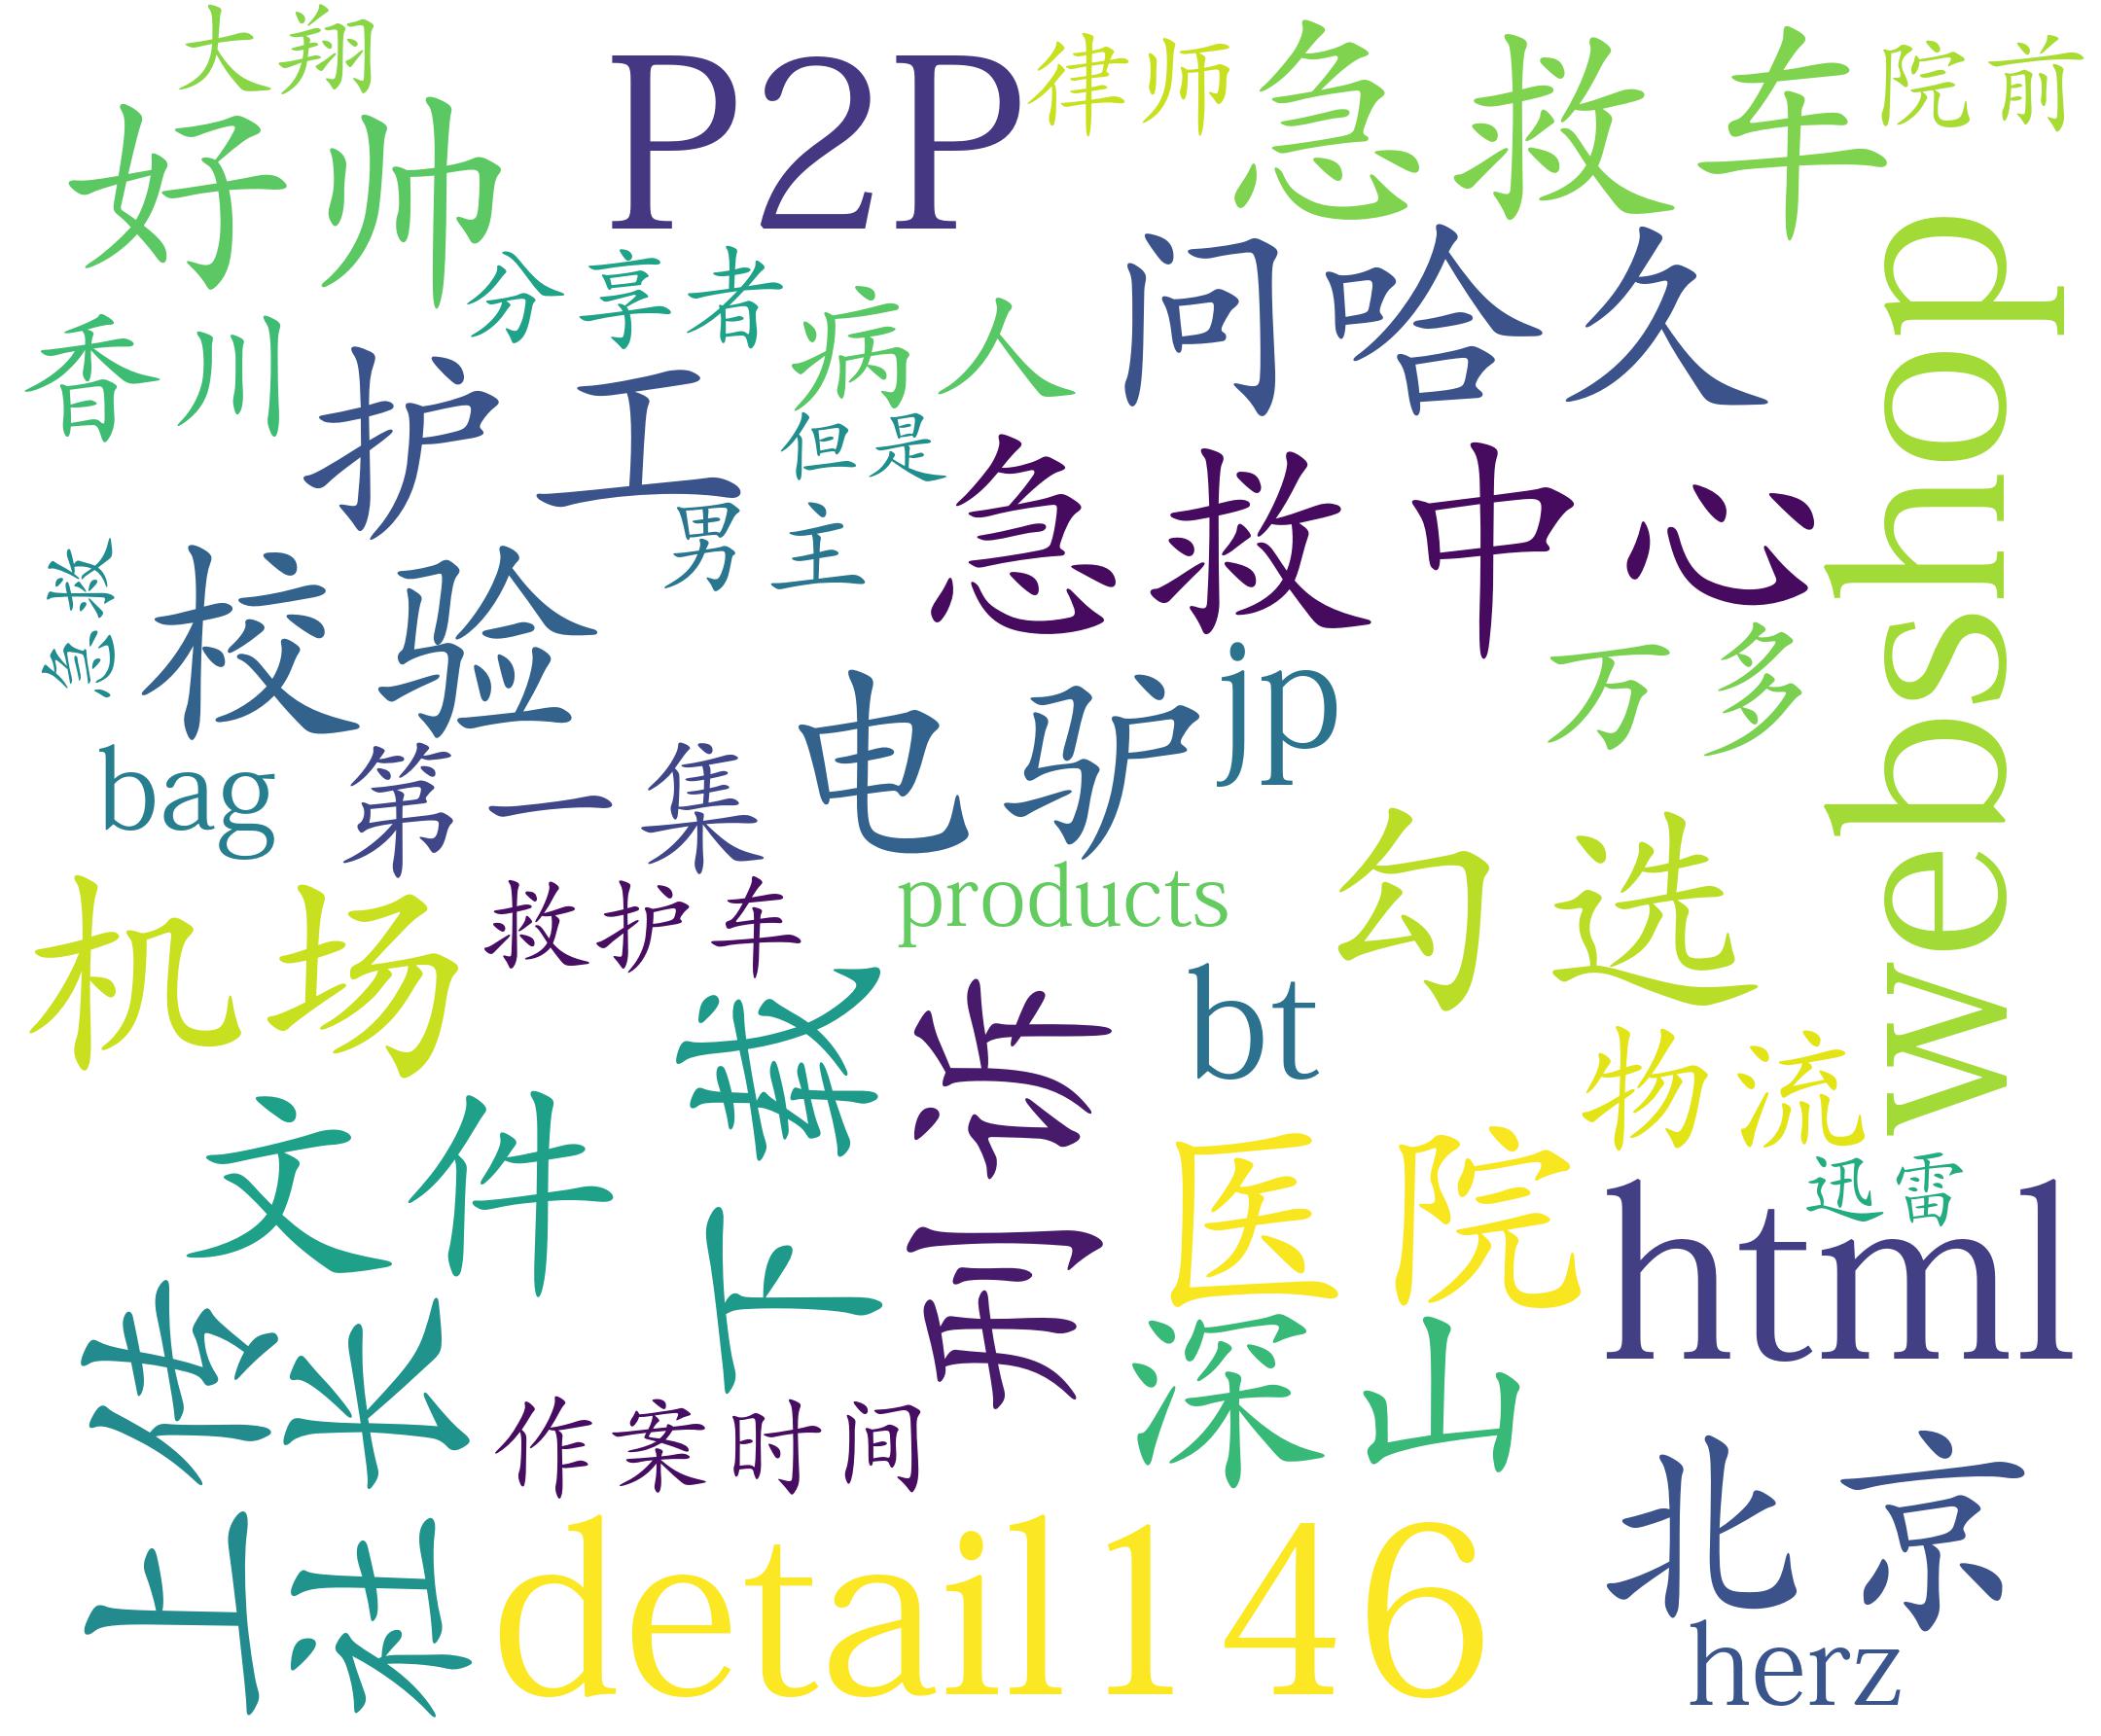 大翔
P2P
律师
急救车
院前
好帅
分享者
问哈久
香川
病人
护工
但是
急救中心
男主
校验
万多
jp
bag
第一集
电驴
webshop
products
勾选
机场
救护车
下载
bt
物流
文件
医院
迅雷
html
上传
社长
深山
作案时间
北京
detail146
herz